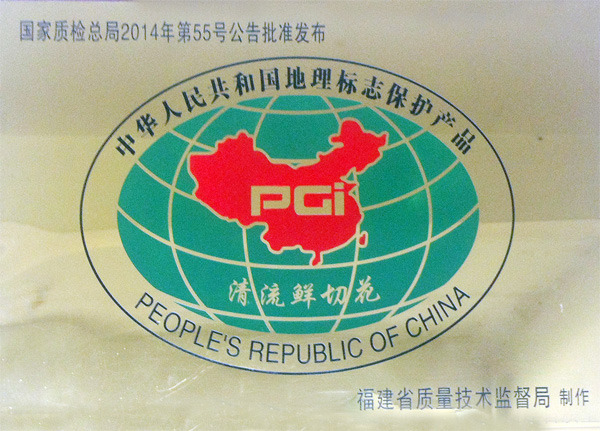 国家质检总局2014年第55号公告批准发布
中华人民共和国地理标志保护产品
PGi
清流鲜切花
PEOPLE'S REPUBLIC OF CHINA
福建省质量技术监督局 制作